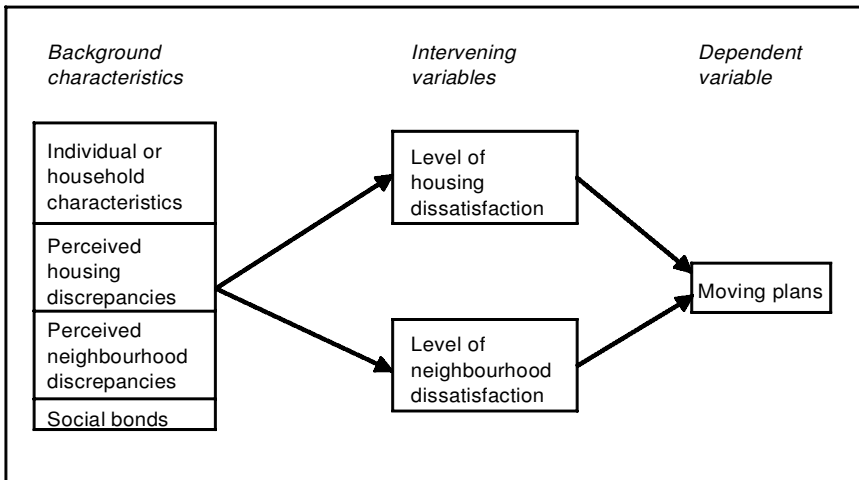 Background
characteristics
Intervening
variables
Dependent
variable
Individual or
household
characteristics
Perceived
housing
discrepancies
Perceived
neighbourhood
discrepancies
Social bonds
Level of
housing
dissatisfaction
Level of
neighbourhood
dissatisfaction
Moving plans